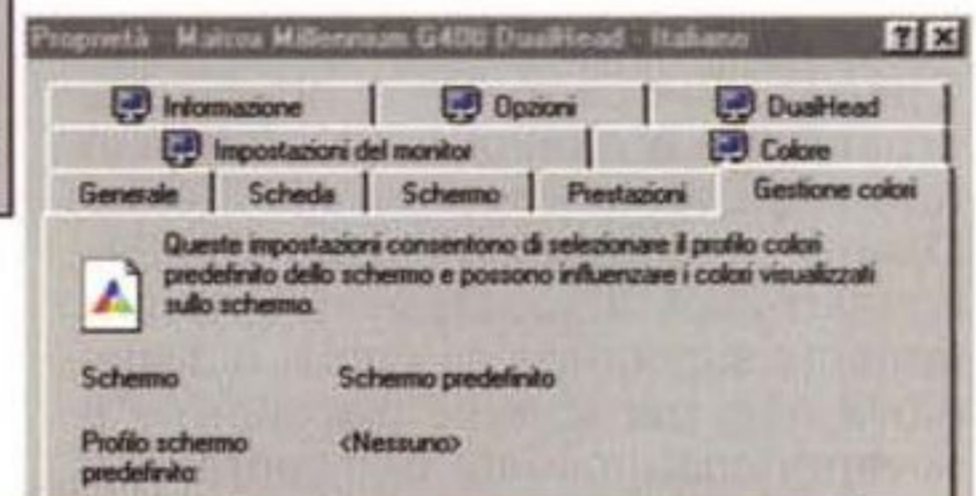 Proprietà - Matrox Millennium G400 DualHead - Italiano
Informazione
Opzioni
DualHead
Impostazioni del monitor
Colore
Generale
Scheda
Schermo
Prestazioni
Gestione colori
Queste impostazioni consentono di selezionare il profilo colori
predefinito dello schermo e possono influenzare i colori visualizzati
sullo schermo.
Schermo
Schermo predefinito
Profilo schermo
<Nessuno>
predefinito: